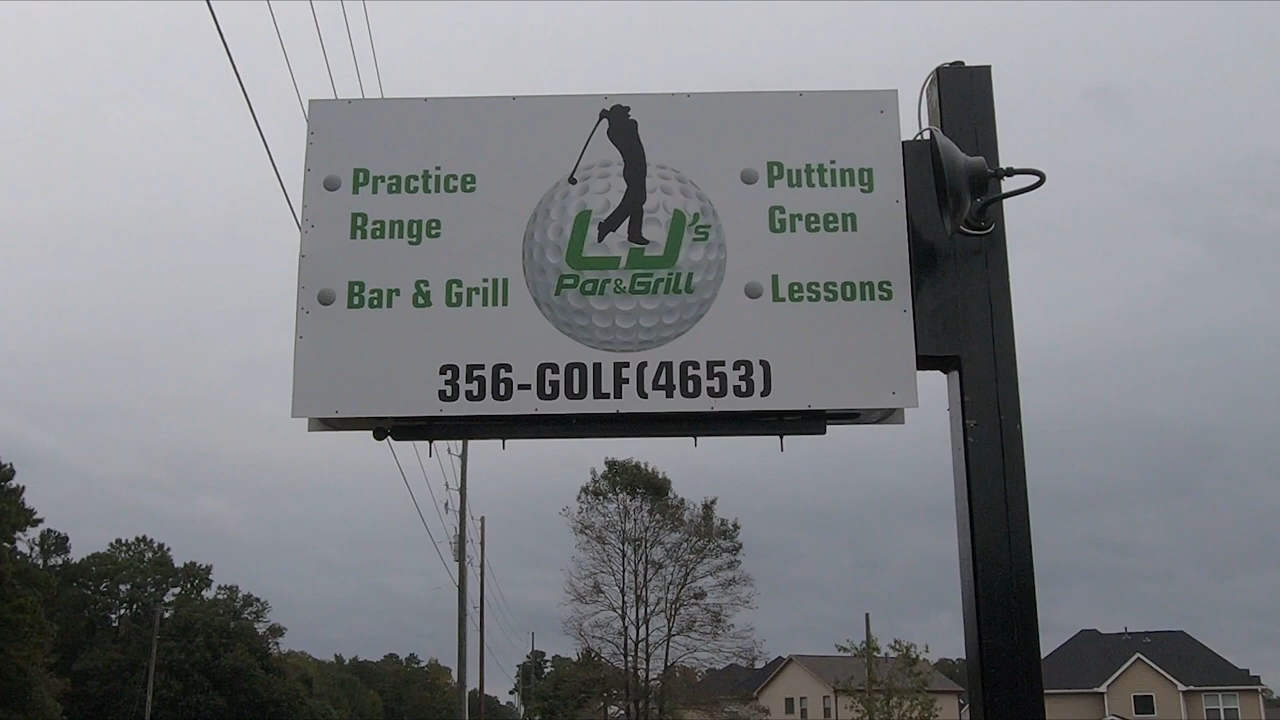 Practice
Range
Bar & Grill
LJ's
Par&Grill
Putting
Green
Lessons
356-GOLF(4653)